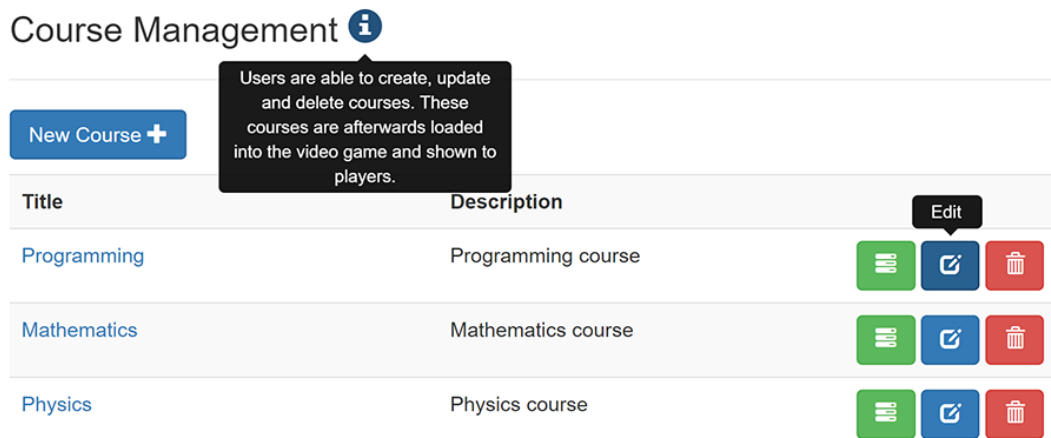 Course Management
Users are able to create, update
and delete courses. These
courses are afterwards loaded
into the video game and shown to
players.
New Course
Title Description
Edit
Programming Programming course
Mathematics Mathematics course
Physics Physics course